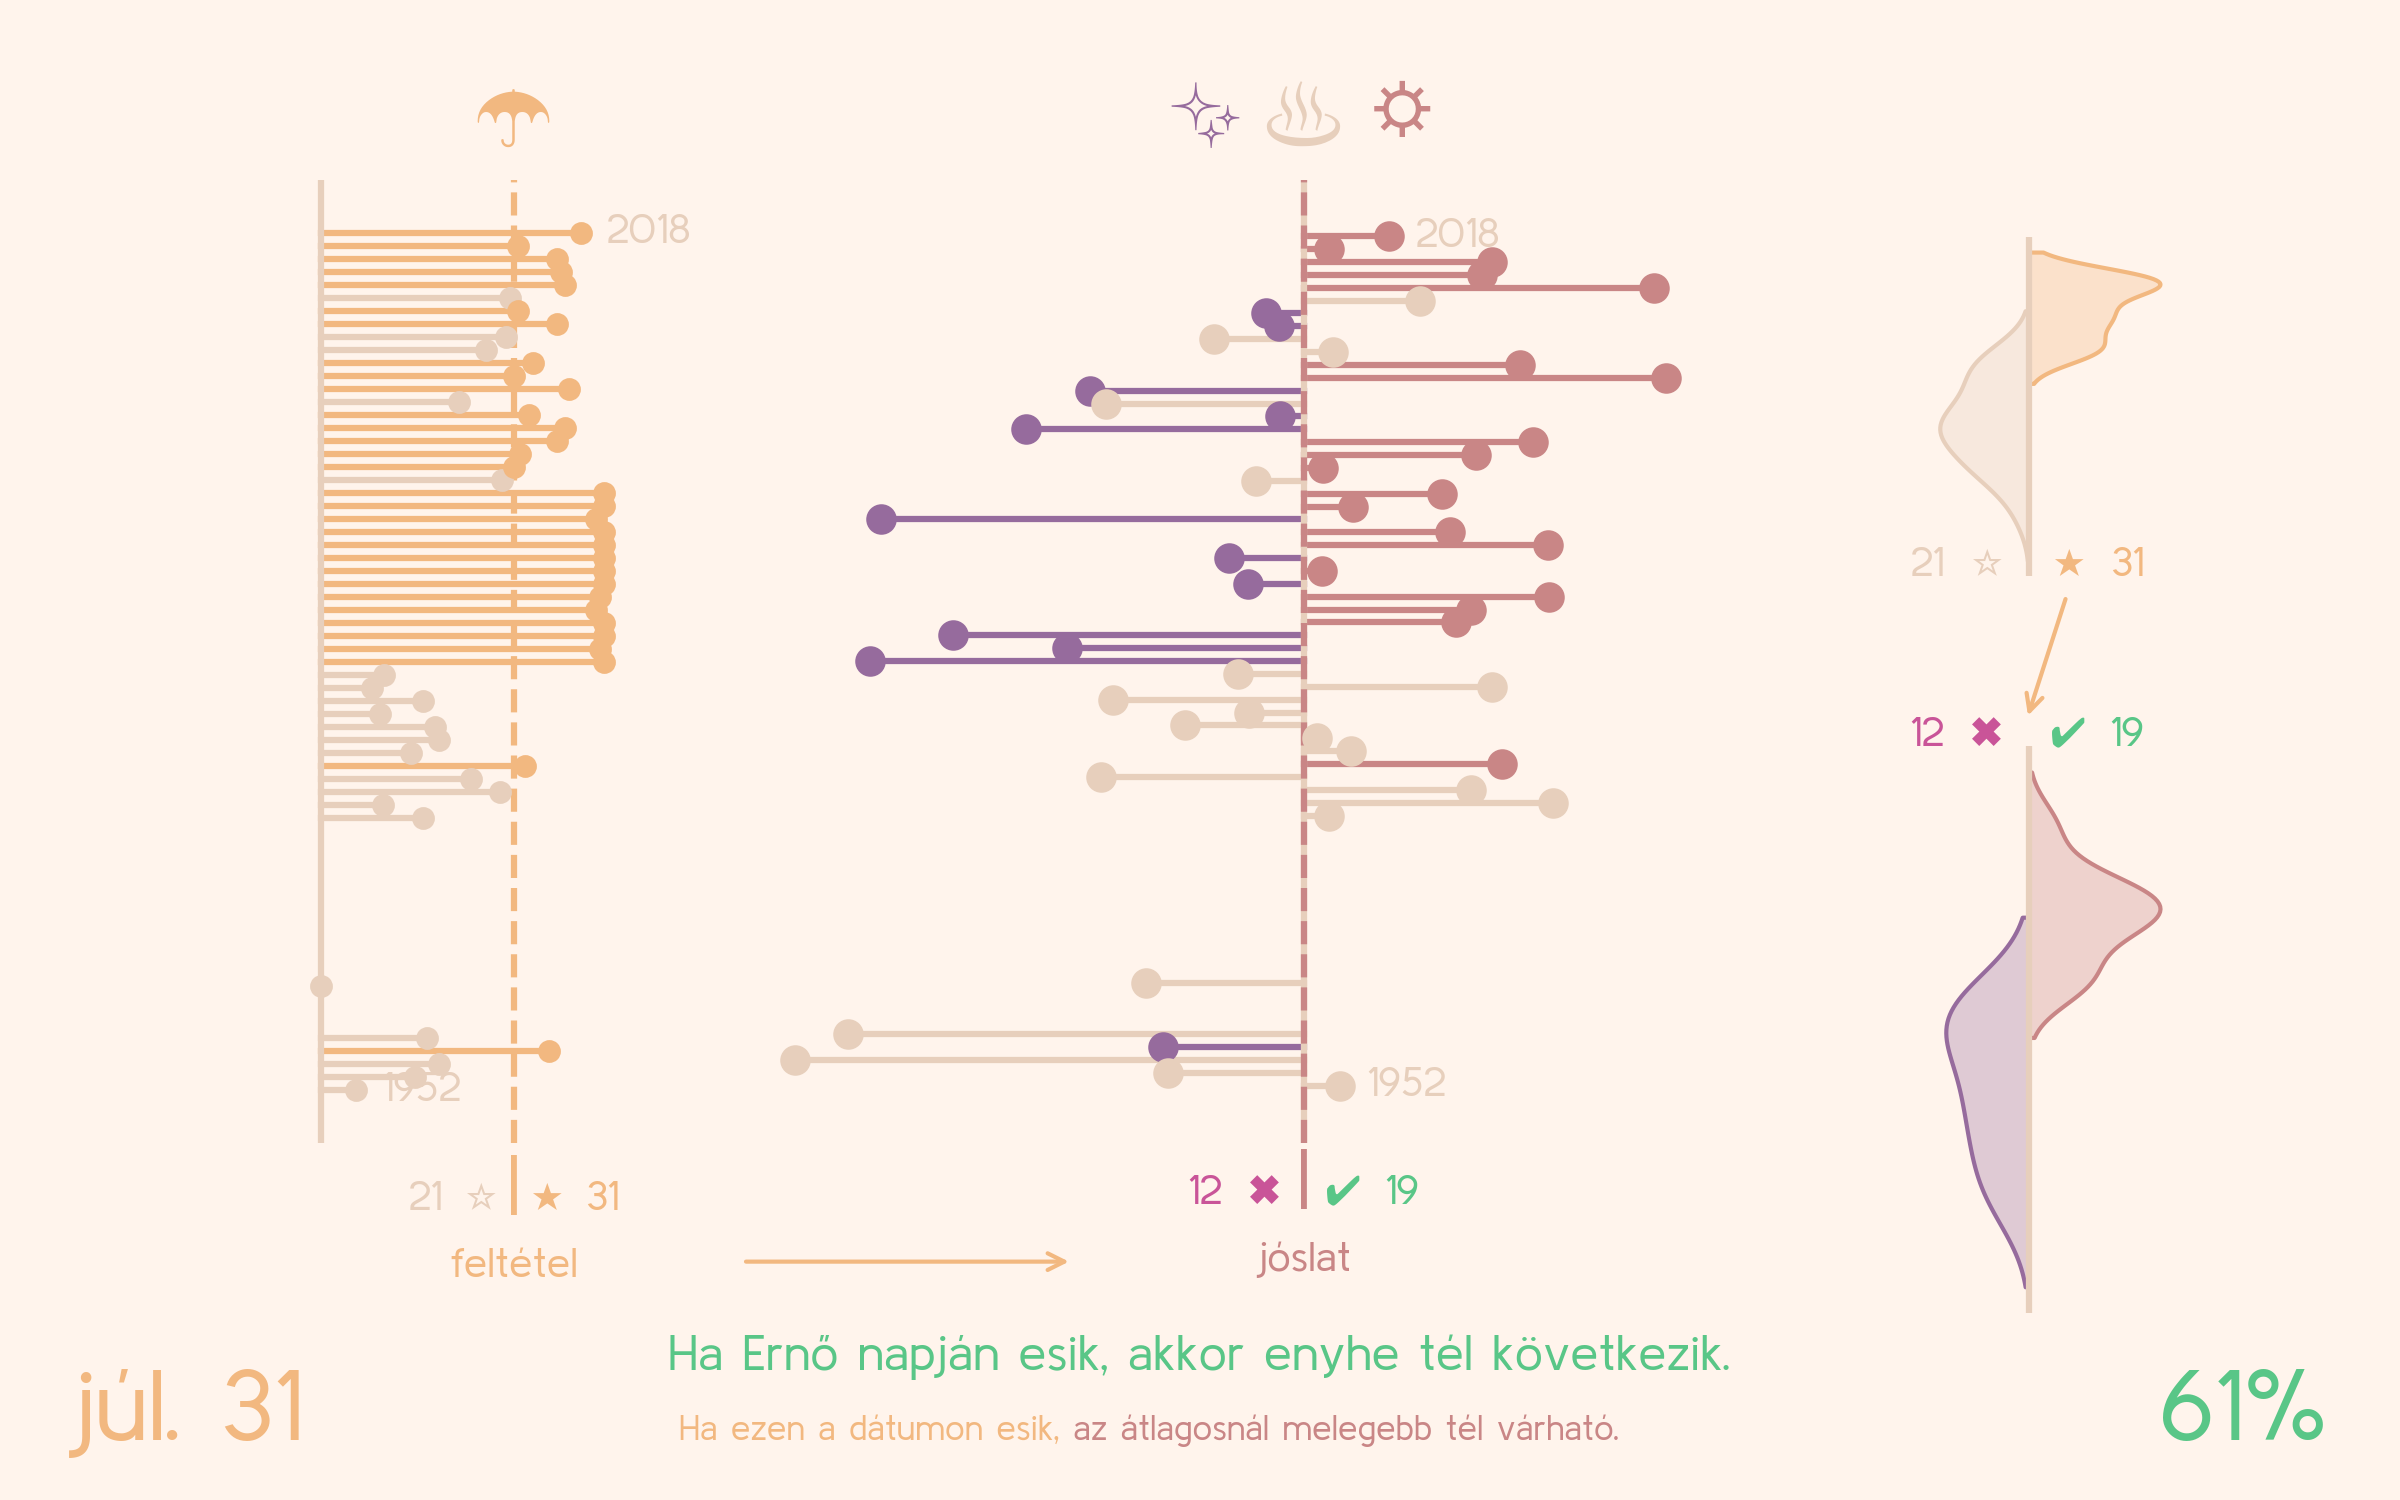 2018
2018
21 ☆ ★ 31
12 ✖ ✔ 19
1952
1952
21 ☆ ★ 31
12 ✖ ✔ 19
feltétel
jóslat
Ha Ernő napján esik, akkor enyhe tél következik.
júl. 31
61%
Ha ezen a dátumon esik, az átlagosnál melegebb tél várható.